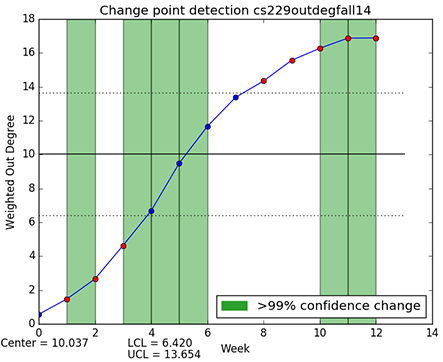 Change point detection cs229outdegfall14
18
16
14
12
10
8
6
4
2
0
Weighted Out Degree
>99% confidence change
0 2 4 6 8 10 12 14
Center = 10.037 LCL = 6.420 Week
UCL = 13.654